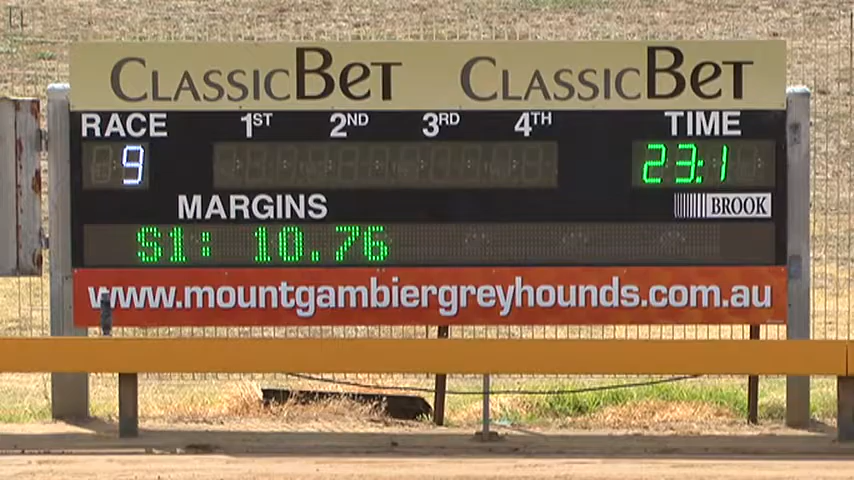 CLASSICBET CLASSICBET
RACE 1ST 2ND 3RD 4TH TIME
9 23:1
MARGINS BROOK
S1: 10.76
www.mountgambiergreyhounds.com.au